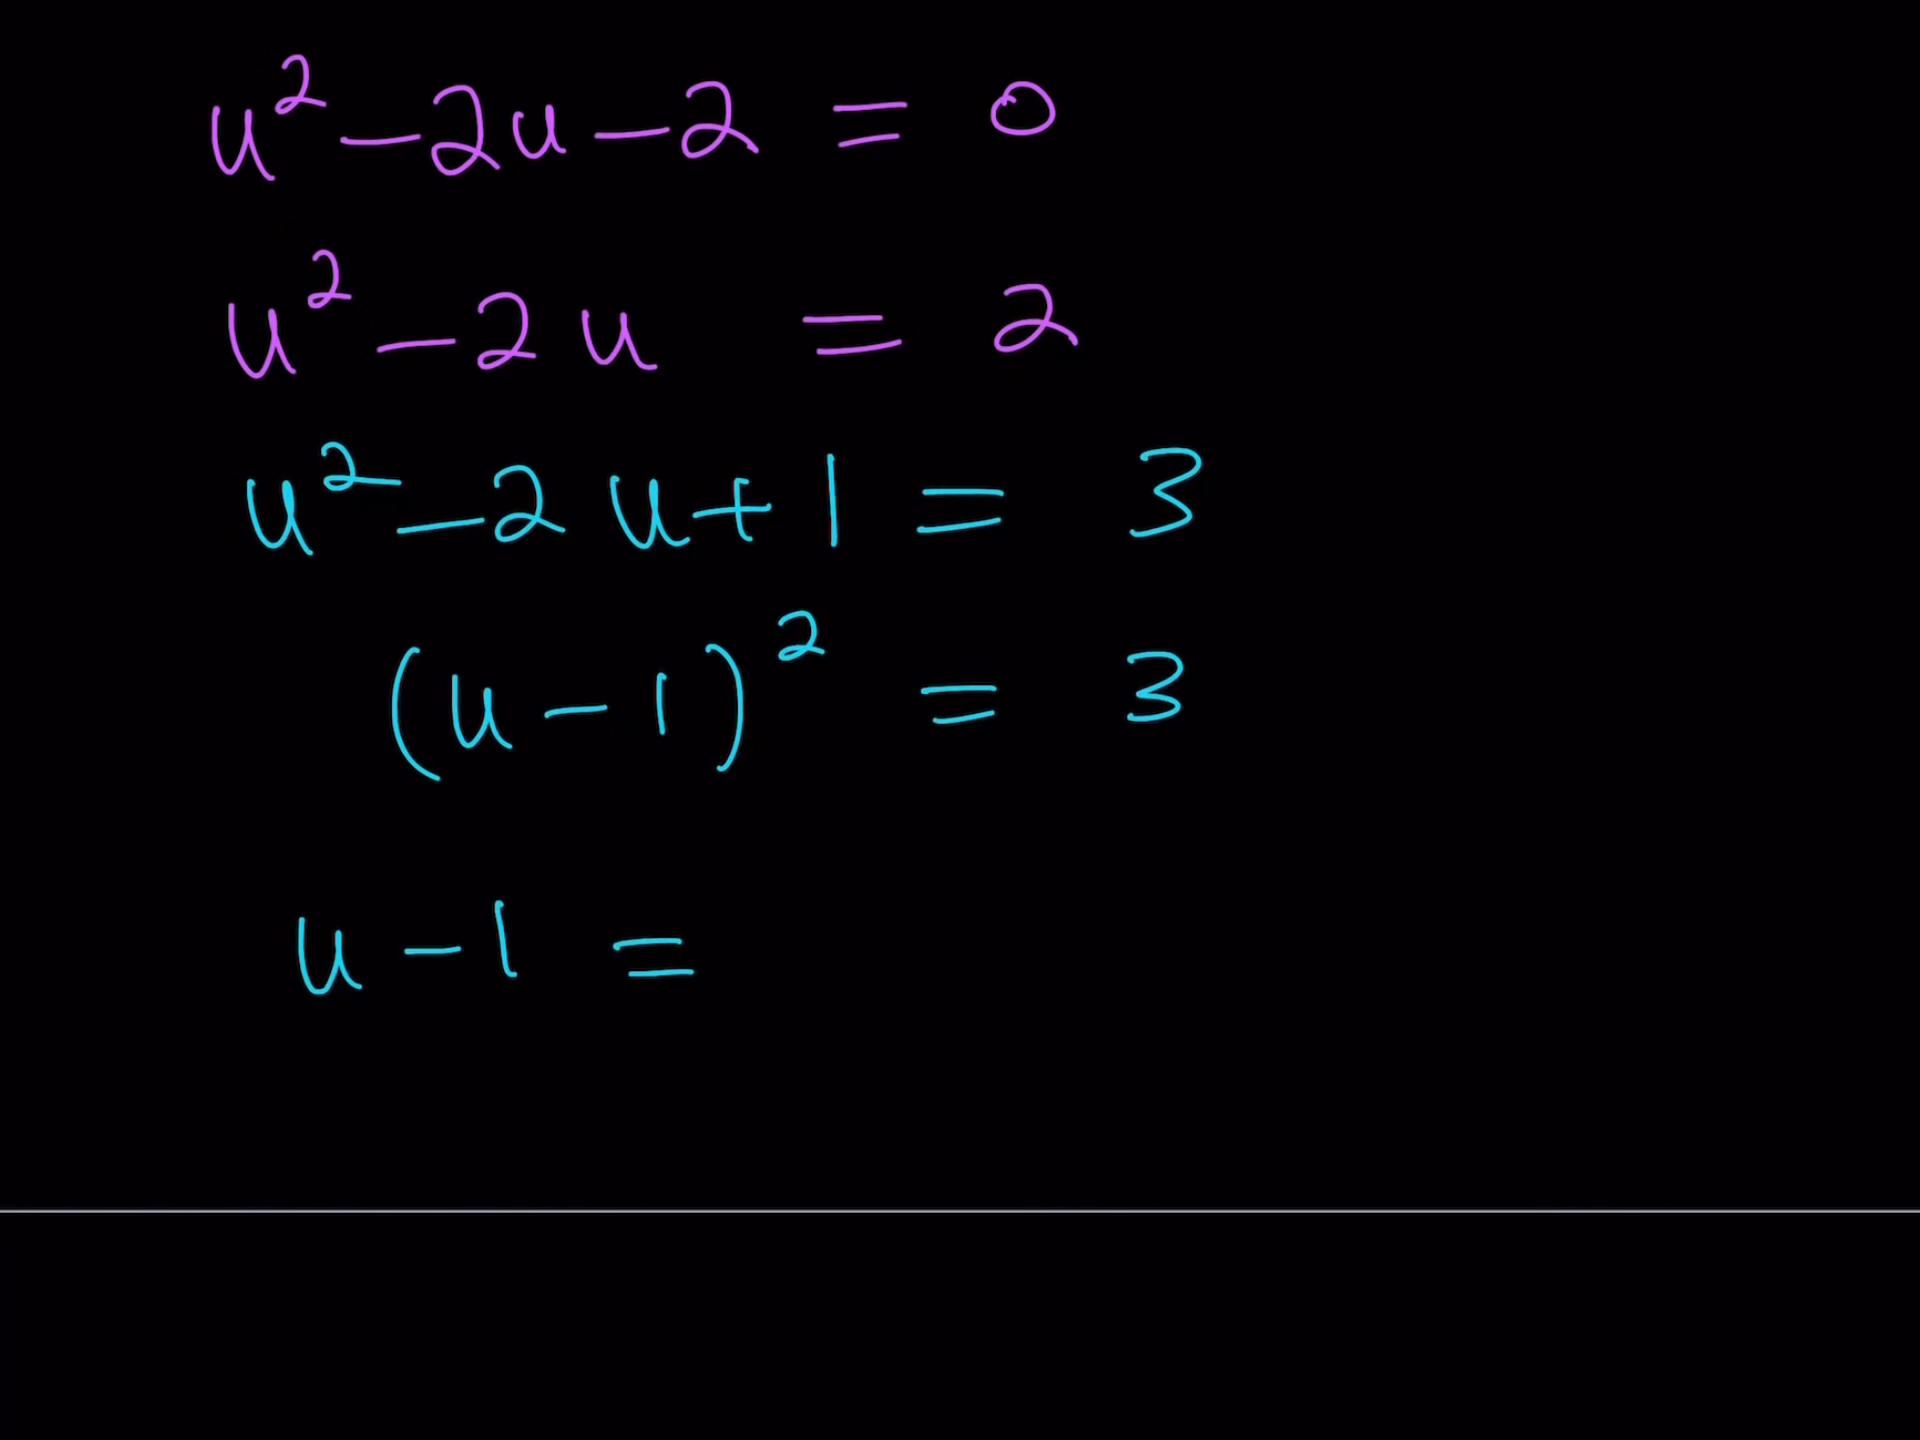 u² - 2u - 2 = 0
u² - 2u = 2
u² - 2u + 1 = 3
(u - 1)² = 3
u - 1 =